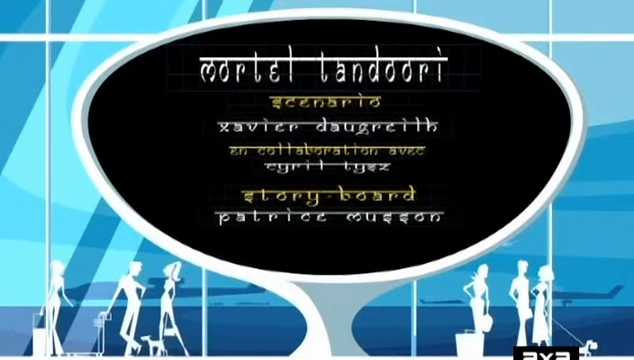 mortel tandoori
scenario
xavier daugreilh
en collaboration avec
cyril tysz
story-board
patrice musson